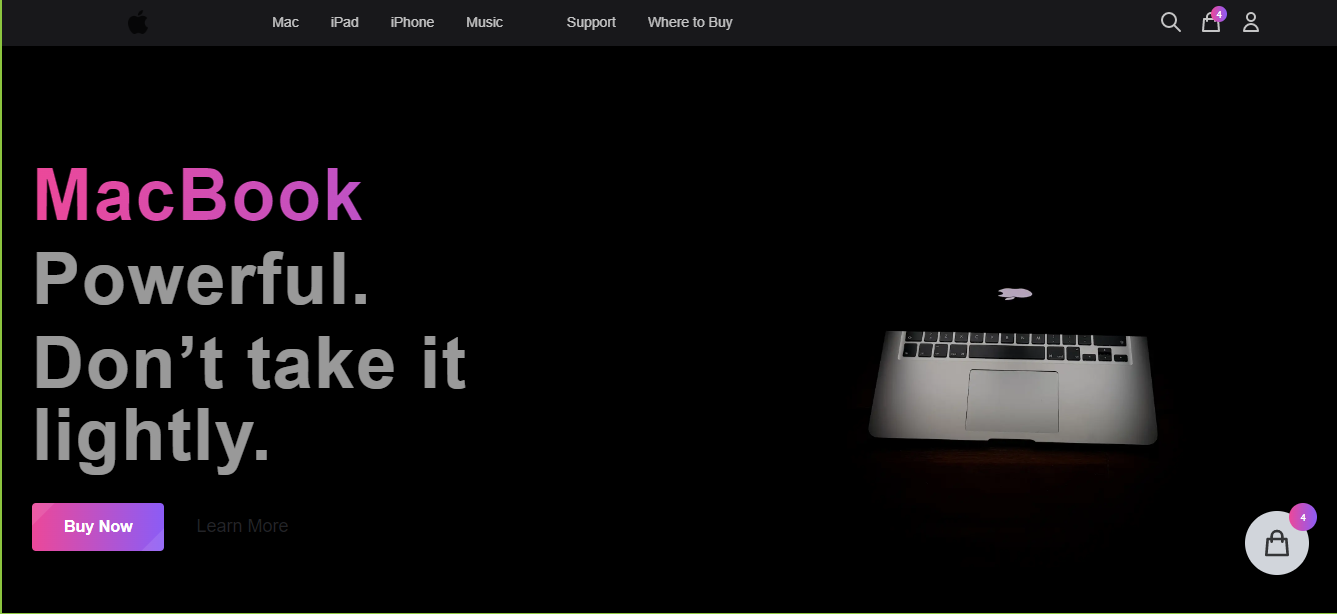 Mac iPad iPhone Music Support Where to Buy 4
MacBook
Powerful.
Don’t take it
lightly.
Buy Now Learn More
4